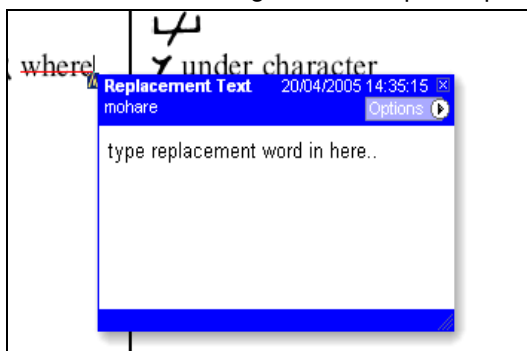 where
under character
Replacement Text 20/04/2005 14:35:15
mohare
Options
type replacement word in here..